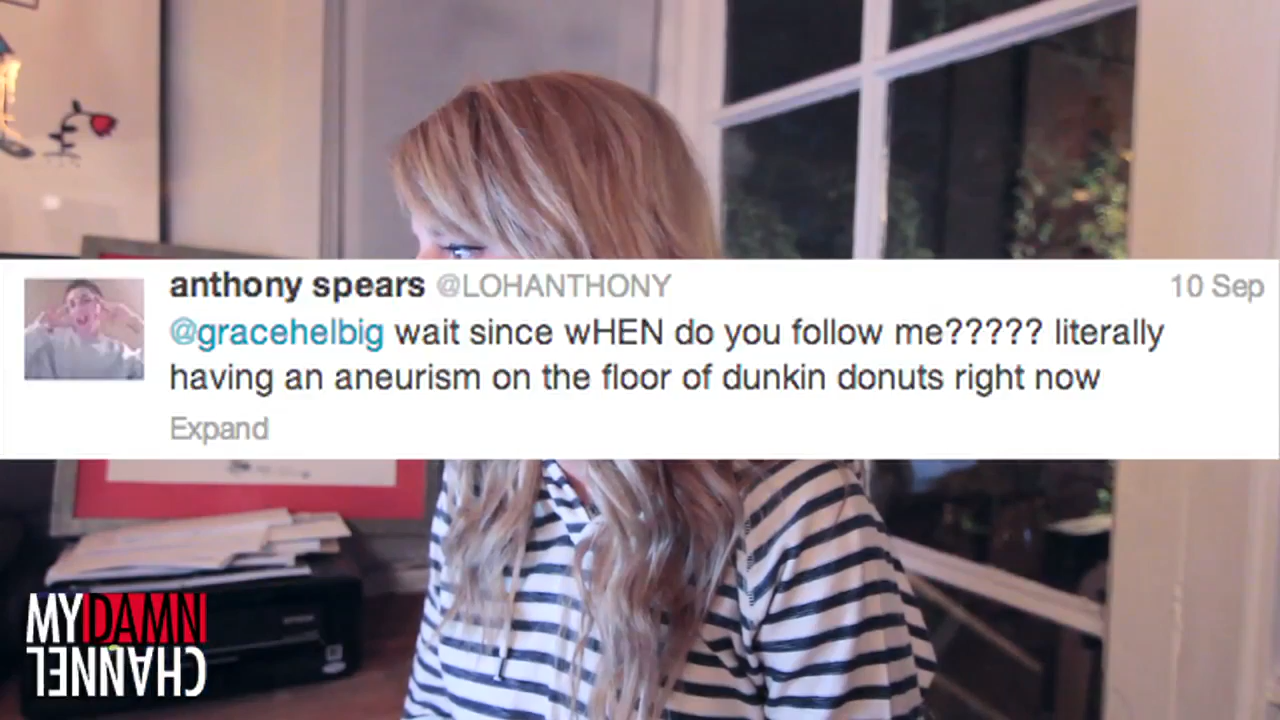 anthony spears @LOHANTHONY 10 Sep
@gracehelbig wait since wHEN do you follow me????? literally
having an aneurism on the floor of dunkin donuts right now
Expand
MYDAMN
CHANNEL